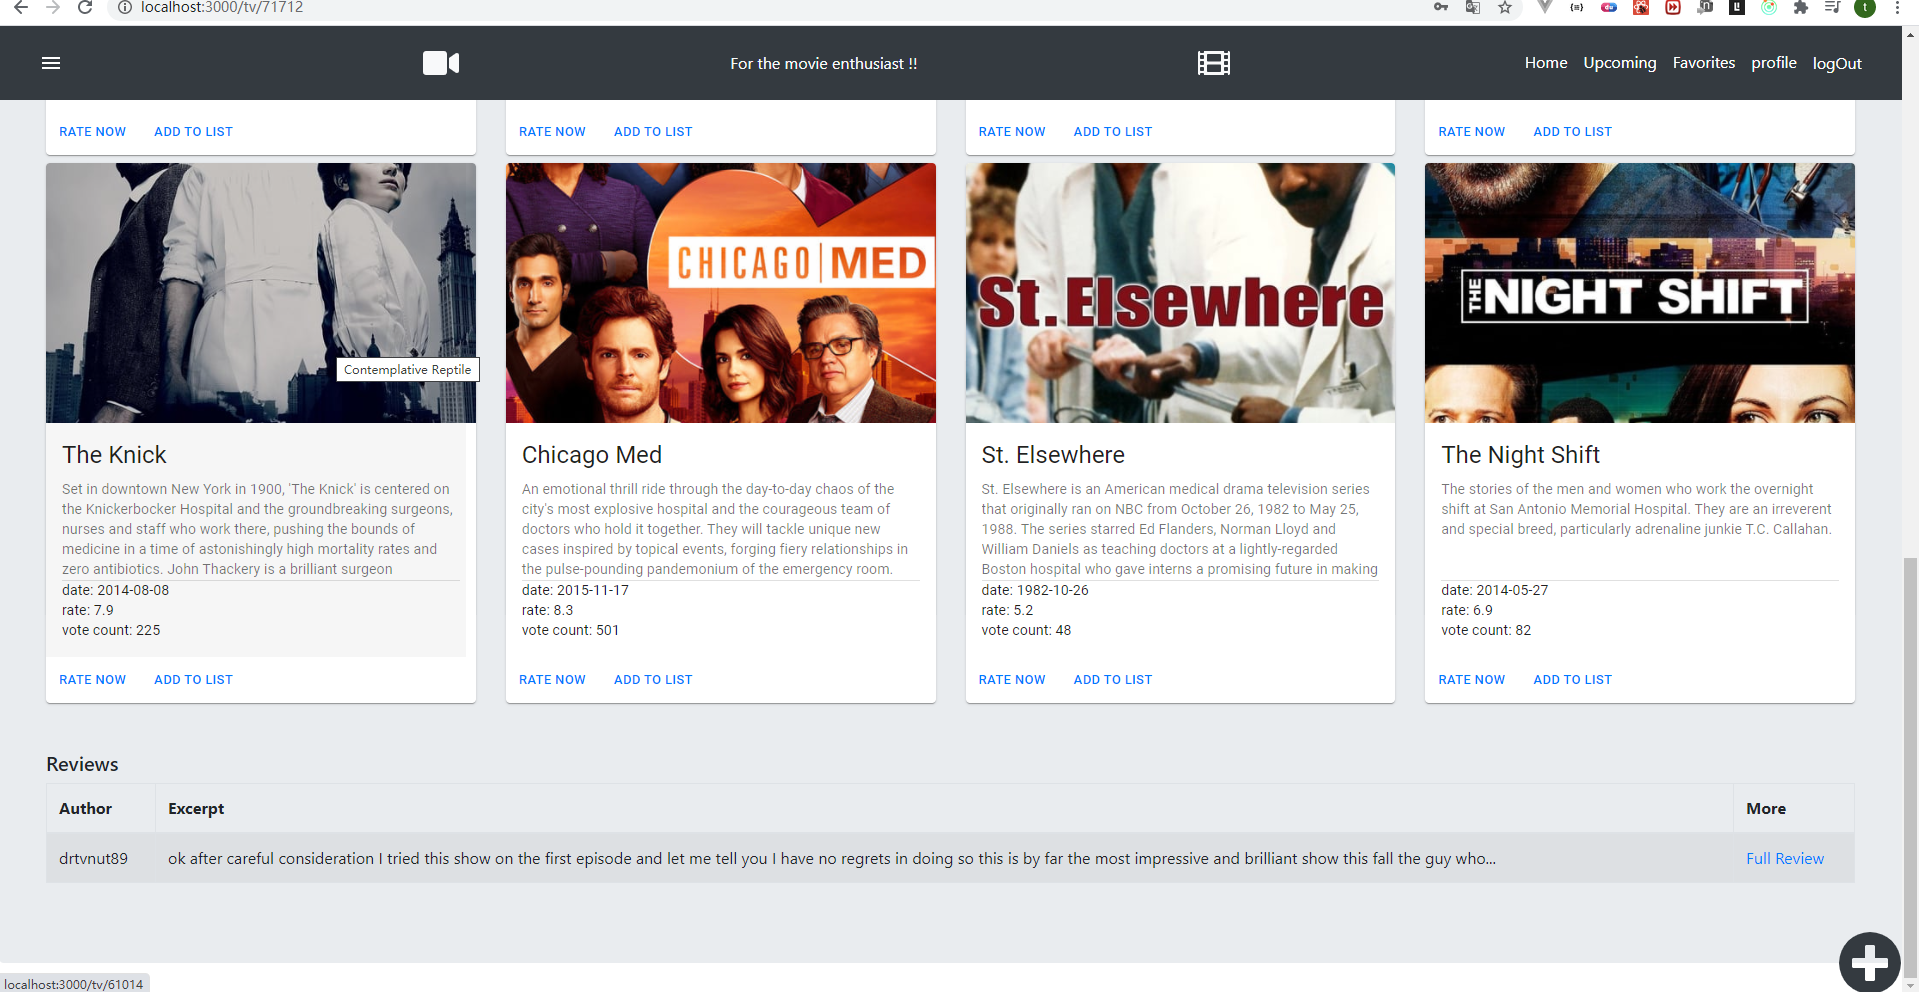 localhost:3000/tv/71712
For the movie enthusiast !!
Home Upcoming Favorites profile logOut
RATE NOW ADD TO LIST
RATE NOW ADD TO LIST
RATE NOW ADD TO LIST
RATE NOW ADD TO LIST
Contemplative Reptile
The Knick
Set in downtown New York in 1900, 'The Knick' is centered on
the Knickerbocker Hospital and the groundbreaking surgeons,
nurses and staff who work there, pushing the bounds of
medicine in a time of astonishingly high mortality rates and
zero antibiotics. John Thackery is a brilliant surgeon
date: 2014-08-08
rate: 7.9
vote count: 225
RATE NOW ADD TO LIST
CHICAGO | MED
Chicago Med
An emotional thrill ride through the day-to-day chaos of the
city's most explosive hospital and the courageous team of
doctors who hold it together. They will tackle unique new
cases inspired by topical events, forging fiery relationships in
the pulse-pounding pandemonium of the emergency room.
date: 2015-11-17
rate: 8.3
vote count: 501
RATE NOW ADD TO LIST
St. Elsewhere
St. Elsewhere
St. Elsewhere is an American medical drama television series
that originally ran on NBC from October 26, 1982 to May 25,
1988. The series starred Ed Flanders, Norman Lloyd and
William Daniels as teaching doctors at a lightly-regarded
Boston hospital who gave interns a promising future in making
date: 1982-10-26
rate: 5.2
vote count: 48
RATE NOW ADD TO LIST
THE NIGHT SHIFT
The Night Shift
The stories of the men and women who work the overnight
shift at San Antonio Memorial Hospital. They are an irreverent
and special breed, particularly adrenaline junkie T.C. Callahan.
date: 2014-05-27
rate: 6.9
vote count: 82
RATE NOW ADD TO LIST
Reviews
Author Excerpt More
drtvnut89 ok after careful consideration I tried this show on the first episode and let me tell you I have no regrets in doing so this is by far the most impressive and brilliant show this fall the guy who... Full Review
localhost:3000/tv/61014